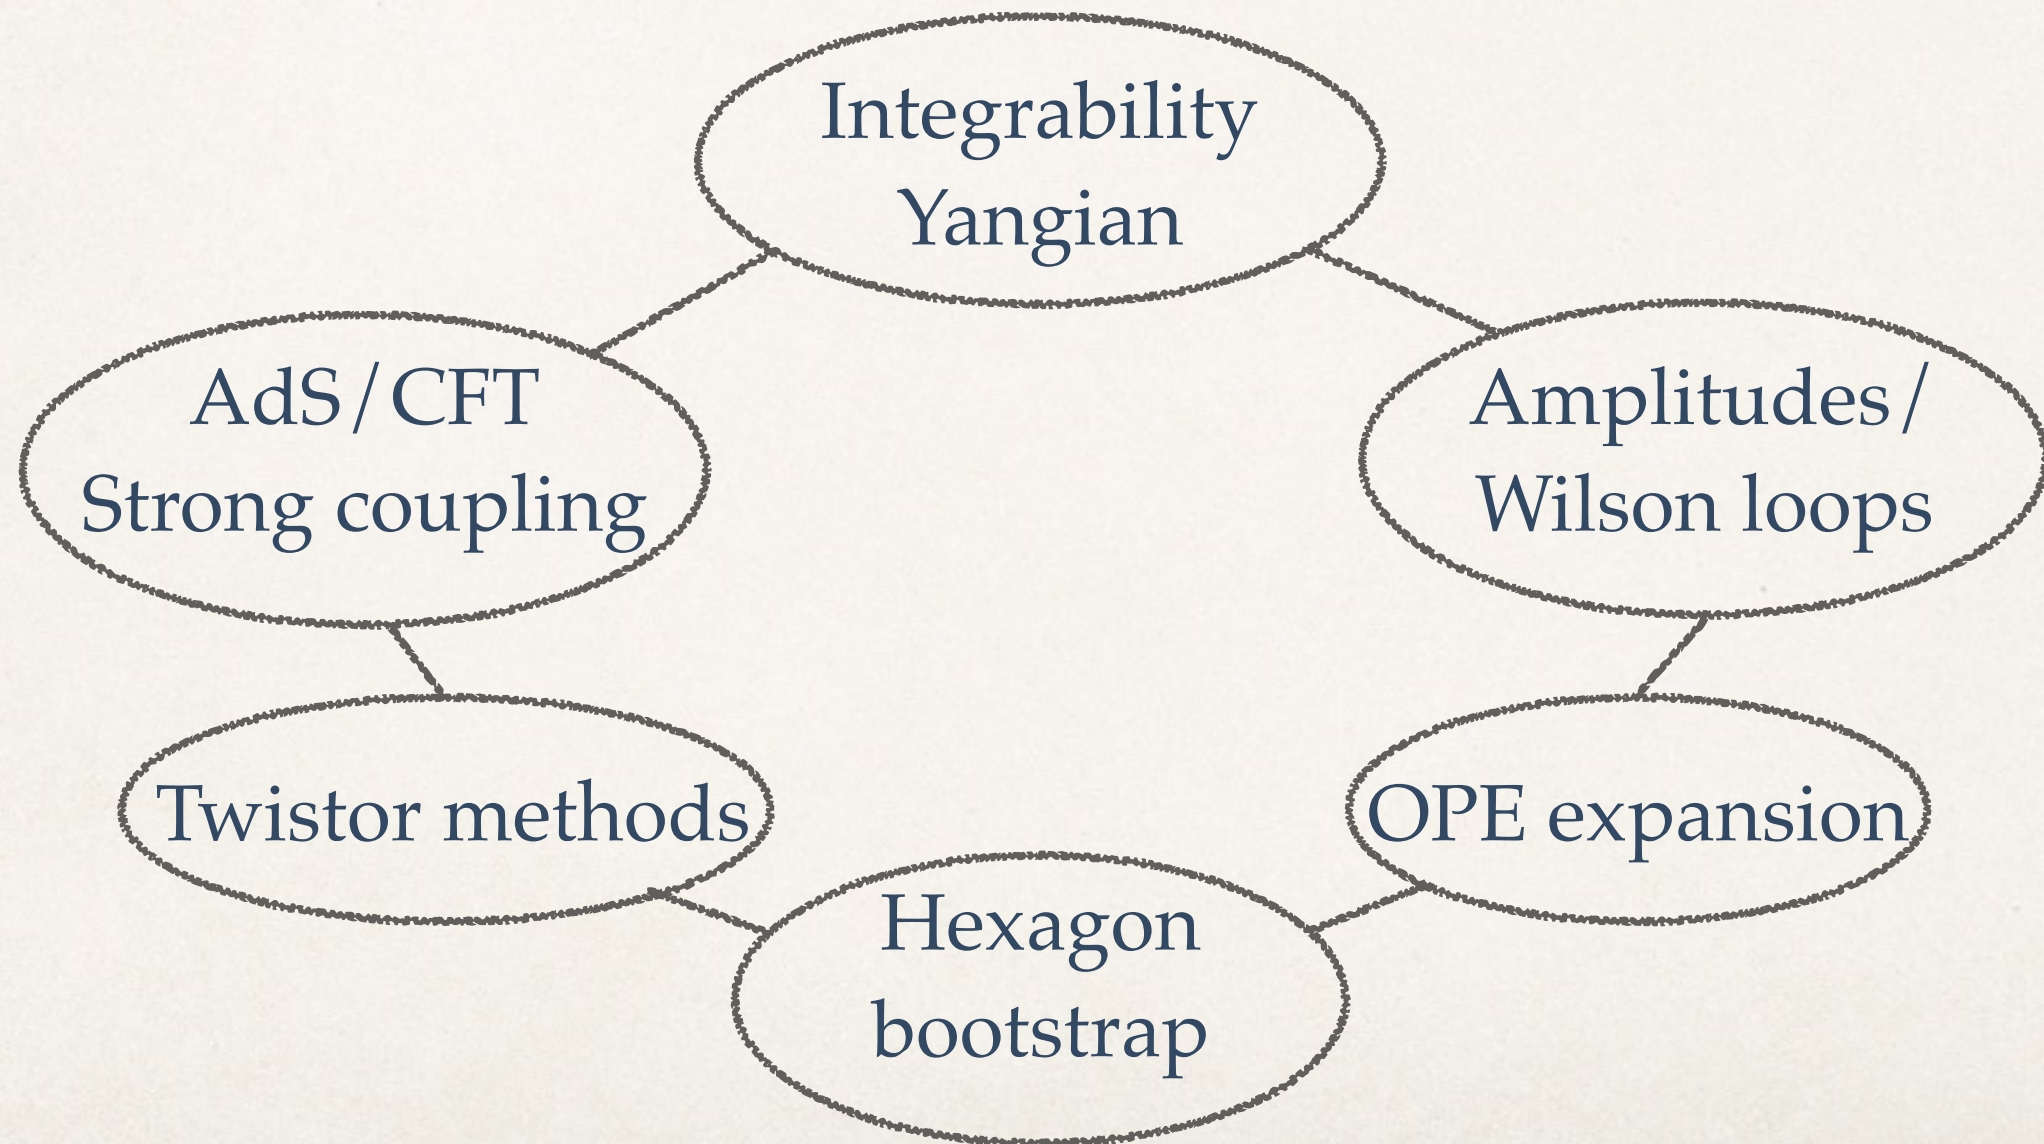 Integrability
Yangian
AdS/CFT
Strong coupling
Amplitudes/
Wilson loops
Twistor methods
OPE expansion
Hexagon
bootstrap